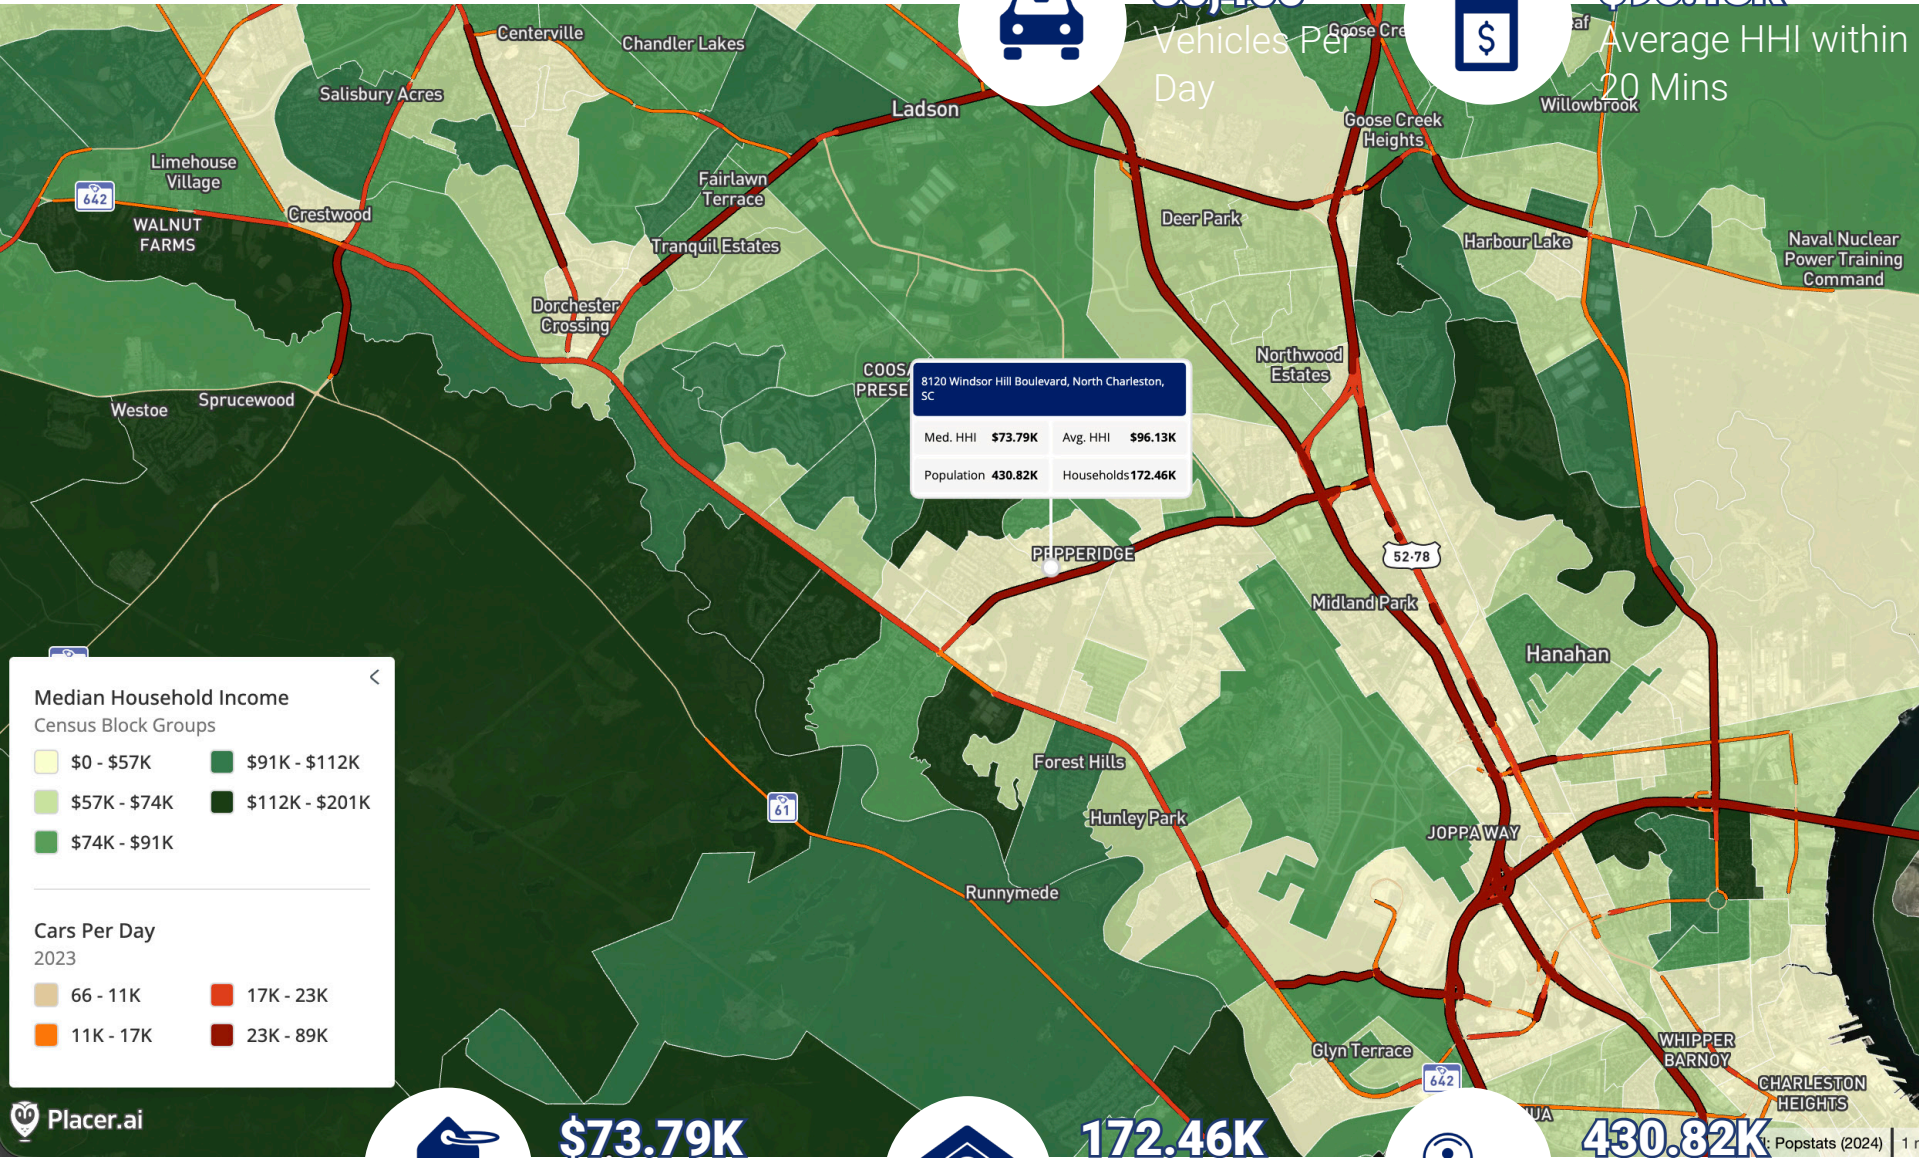 Centerville
Chandler Lakes
Vehicles Per
Day
Average HHI within
20 Mins
Salisbury Acres
Ladson
Willowbrook
Goose Creek
Heights
Limehouse
Village
642
WALNUT
FARMS
Crestwood
Fairlawn
Terrace
Tranquil Estates
Deer Park
Harbour Lake
Naval Nuclear
Power Training
Command
Dorchester
Crossing
Northwood
Estates
Westoe
Sprucewood
8120 Windsor Hill Boulevard, North Charleston,
SC
Med. HHI $73.79K Avg. HHI $96.13K
Population 430.82K Households 172.46K
PEPPERIDGE
52-78
Midland Park
Hanahan
Forest Hills
61
Hunley Park
JOPPA WAY
Runnymede
Glyn Terrace
642
WHIPPER
BARNOY
CHARLESTON
HEIGHTS
Median Household Income
Census Block Groups
$0 - $57K $91K - $112K
$57K - $74K $112K - $201K
$74K - $91K
Cars Per Day
2023
66 - 11K 17K - 23K
11K - 17K 23K - 89K
Placer.ai
$73.79K
172.46K
430.82K
: Popstats (2024)